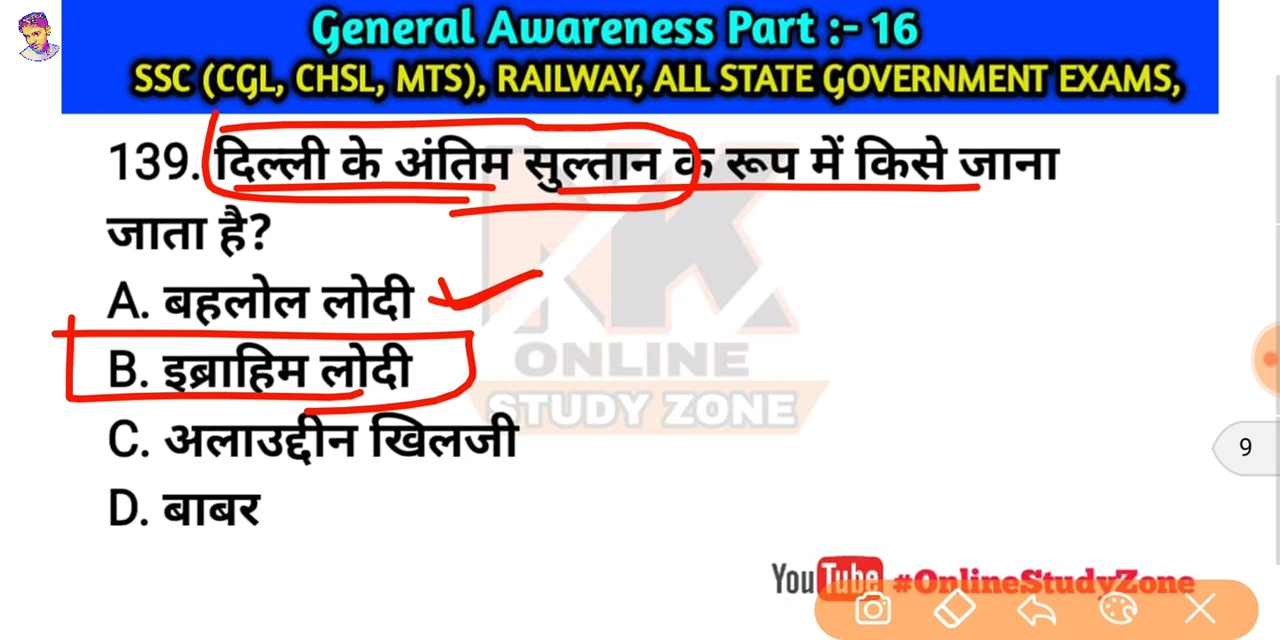 General Awareness Part :- 16
SSC (CGL, CHSL, MTS), RAILWAY, ALL STATE GOVERNMENT EXAMS,
139. दिल्ली के अंतिम सुल्तान के रूप में किसे जाना
जाता है?
A. बहलोल लोदी
B. इब्राहिम लोदी
KK
ONLINE
STUDY ZONE
C. अलाउद्दीन खिलजी
9
D. बाबर
YouTube #OnlineStudyZone